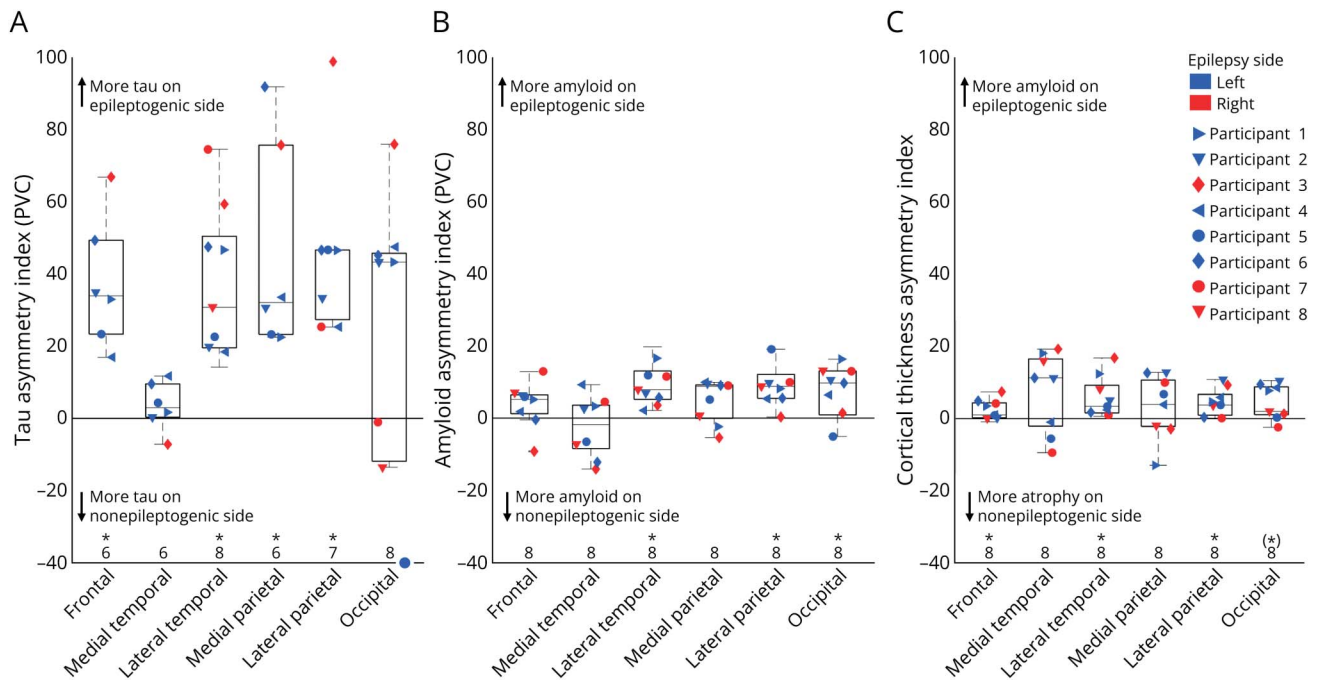 A
Tau asymmetry index (PVC)
100
80
60
40
20
0
–20
–40
More tau on
epileptogenic side
More tau on
nonepileptogenic side
* * * *
6 6 8 6 7 8
Frontal
Medial temporal
Lateral temporal
Medial parietal
Lateral parietal
Occipital
B
Amyloid asymmetry index (PVC)
100
80
60
40
20
0
–20
–40
More amyloid on
epileptogenic side
More amyloid on
nonepileptogenic side
* * *
8 8 8 8 8 8
Frontal
Medial temporal
Lateral temporal
Medial parietal
Lateral parietal
Occipital
C
Cortical thickness asymmetry index
100
80
60
40
20
0
–20
–40
More amyloid on
epileptogenic side
More atrophy on
nonepileptogenic side
* * * (*)
8 8 8 8 8 8
Frontal
Medial temporal
Lateral temporal
Medial parietal
Lateral parietal
Occipital
Epilepsy side
Left
Right
Participant 1
Participant 2
Participant 3
Participant 4
Participant 5
Participant 6
Participant 7
Participant 8